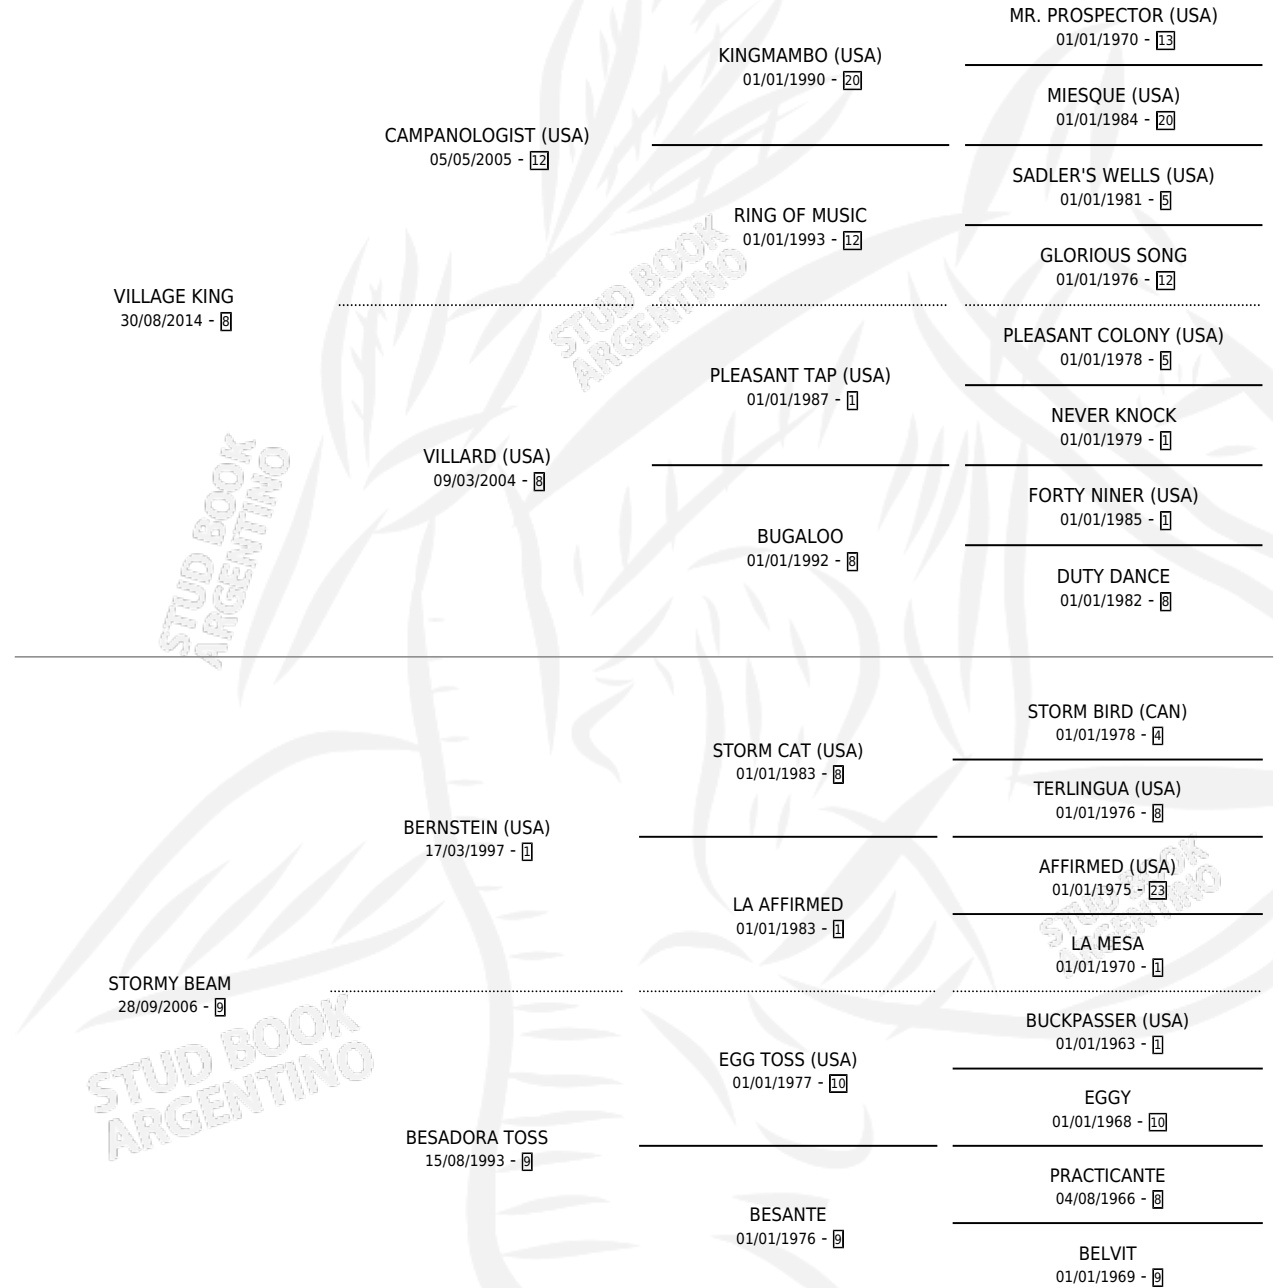 MR. PROSPECTOR (USA)
01/01/1970 - 13
KINGMAMBO (USA)
01/01/1990 - 20
MIESQUE (USA)
01/01/1984 - 20
CAMPANOLOGIST (USA)
05/05/2005 - 12
SADLER'S WELLS (USA)
01/01/1981 - 5
RING OF MUSIC
01/01/1993 - 12
GLORIOUS SONG
01/01/1976 - 12
VILLAGE KING
30/08/2014 - 8
PLEASANT COLONY (USA)
01/01/1978 - 5
PLEASANT TAP (USA)
01/01/1987 - 1
NEVER KNOCK
01/01/1979 - 1
VILLARD (USA)
09/03/2004 - 8
FORTY NINER (USA)
01/01/1985 - 1
BUGALOO
01/01/1992 - 8
DUTY DANCE
01/01/1982 - 8
STUD BOOK
ARGENTINO
STUD BOOK
ARGENTINO
STORM BIRD (CAN)
01/01/1978 - 4
STORM CAT (USA)
01/01/1983 - 8
TERLINGUA (USA)
01/01/1976 - 8
BERNSTEIN (USA)
17/03/1997 - 1
AFFIRMED (USA)
01/01/1975 - 23
LA AFFIRMED
01/01/1983 - 1
LA MESA
01/01/1970 - 1
STORMY BEAM
28/09/2006 - 9
BUCKPASSER (USA)
01/01/1963 - 1
EGG TOSS (USA)
01/01/1977 - 10
EGGY
01/01/1968 - 10
BESADORA TOSS
15/08/1993 - 9
PRACTICANTE
04/08/1966 - 8
BESANTE
01/01/1976 - 9
BELVIT
01/01/1969 - 9
STUD BOOK
ARGENTINO
STUD BOOK
ARGENTINO